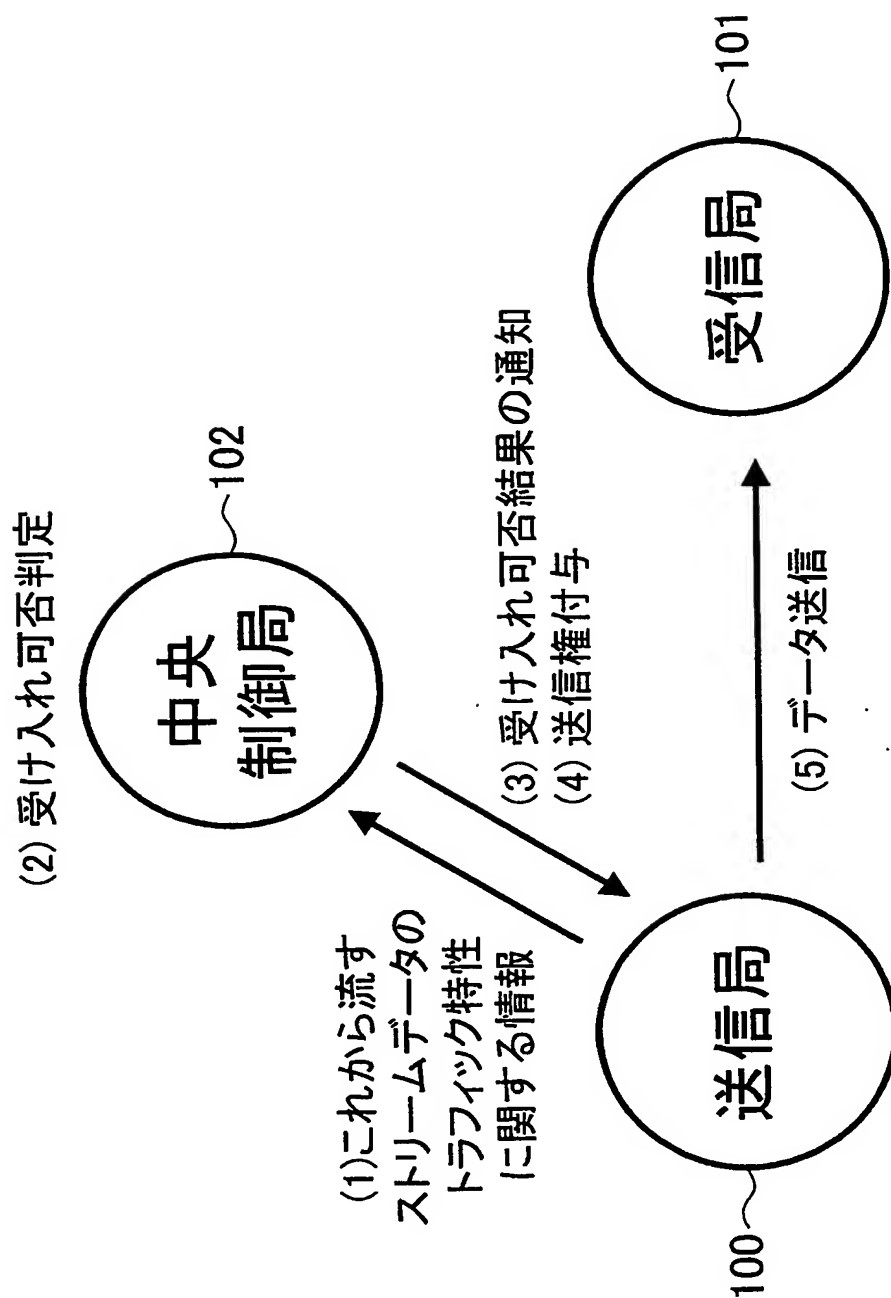 (2) 受け入れ可否判定
中央
制御局
102
(1)これから流す
ストリームデータの
トラフィック特性
に関する情報
(3) 受け入れ可否結果の通知
(4) 送信権付与
送信局
100
(5) データ送信
受信局
101